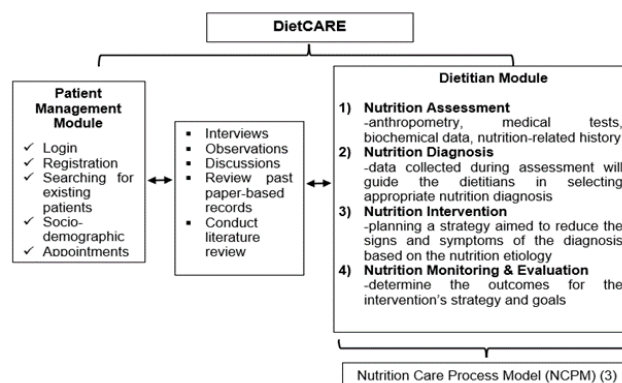 DietCARE
Patient
Management
Module
✓ Login
✓ Registration
✓ Searching for
existing
patients
✓ Socio-
demographic
✓ Appointments
▪ Interviews
▪ Observations
▪ Discussions
▪ Review past
paper-based
records
▪ Conduct
literature
review
Dietitian Module
1) Nutrition Assessment
-anthropometry, medical tests,
biochemical data, nutrition-related history
2) Nutrition Diagnosis
-data collected during assessment will
guide the dietitians in selecting
appropriate nutrition diagnosis
3) Nutrition Intervention
-planning a strategy aimed to reduce the
signs and symptoms of the diagnosis
based on the nutrition etiology
4) Nutrition Monitoring & Evaluation
-determine the outcomes for the
intervention's strategy and goals
Nutrition Care Process Model (NCPM) (3)